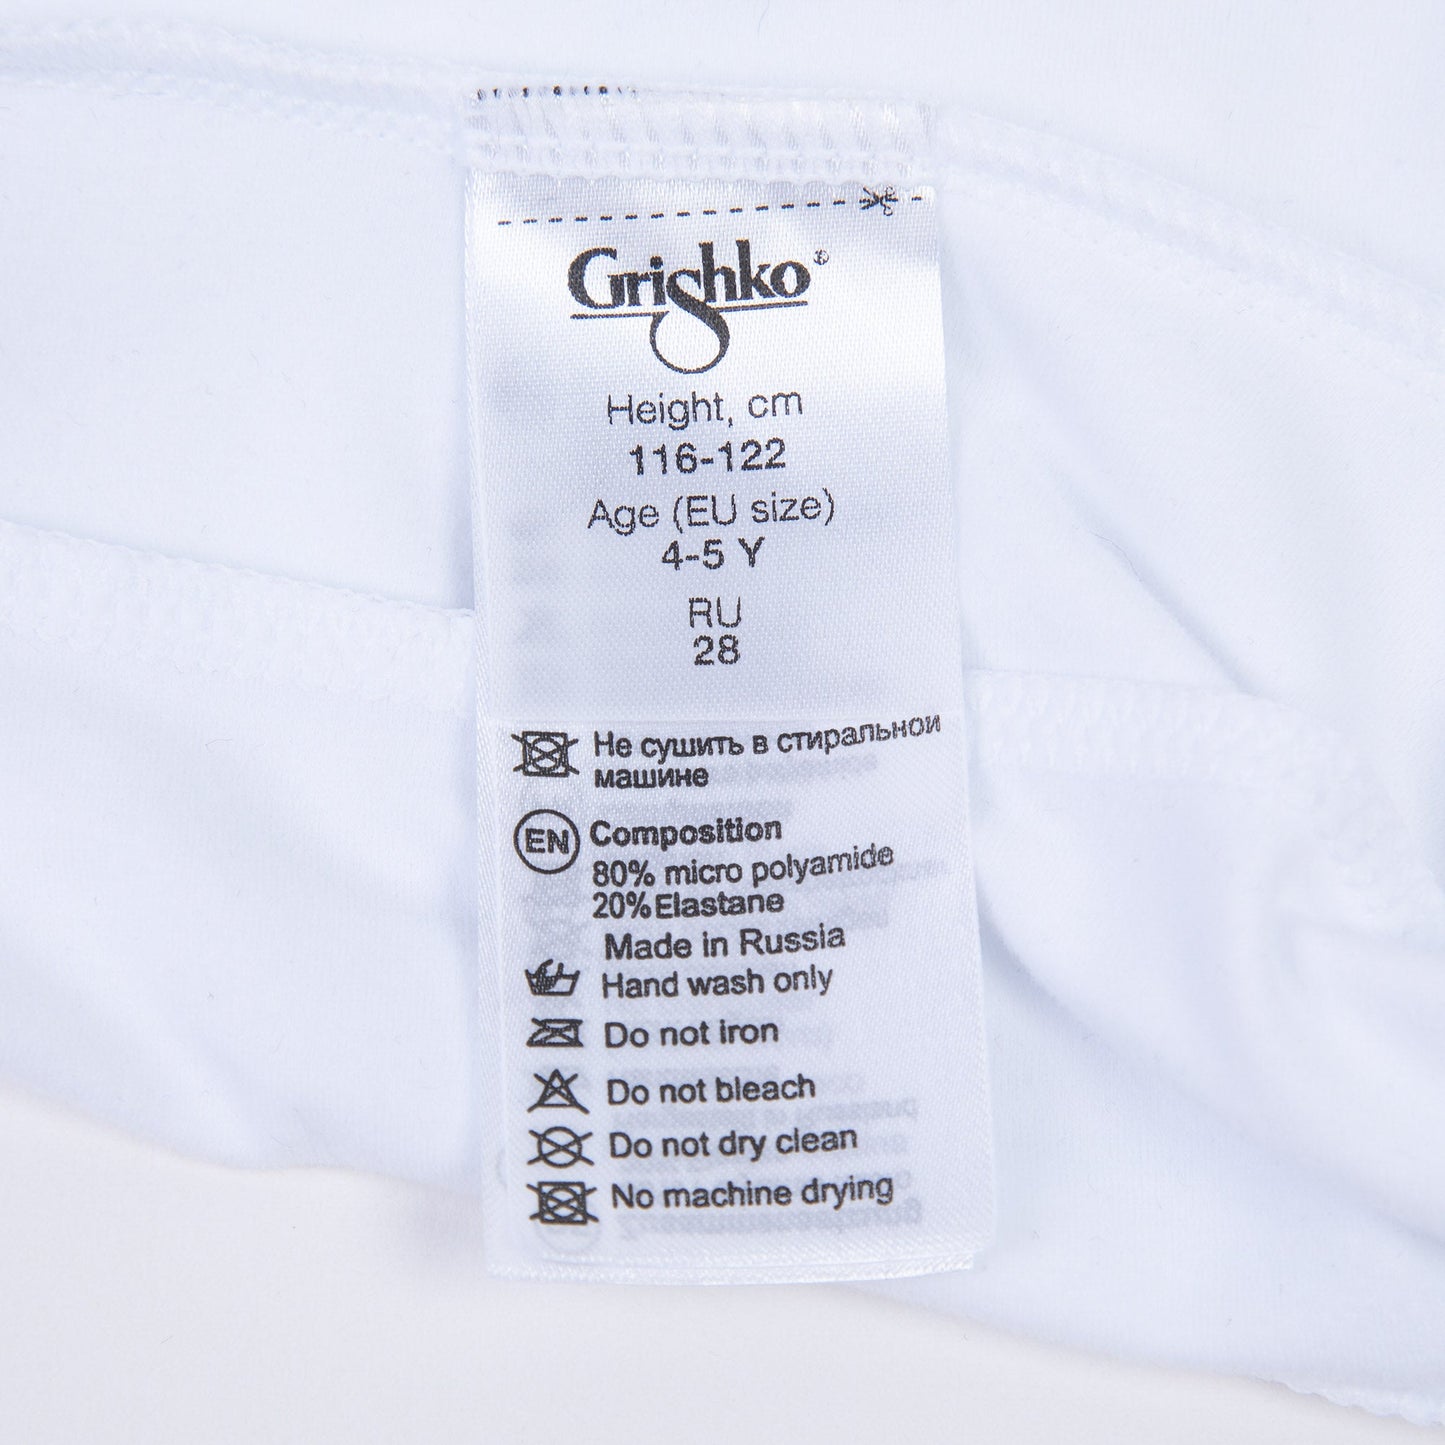 Grishko®
Height, cm
116-122
Age (EU size)
4-5 Y
RU
28
Не сушить в стиральной
машине
EN Composition
80% micro polyamide
20% Elastane
Made in Russia
Hand wash only
Do not iron
Do not bleach
Do not dry clean
No machine drying